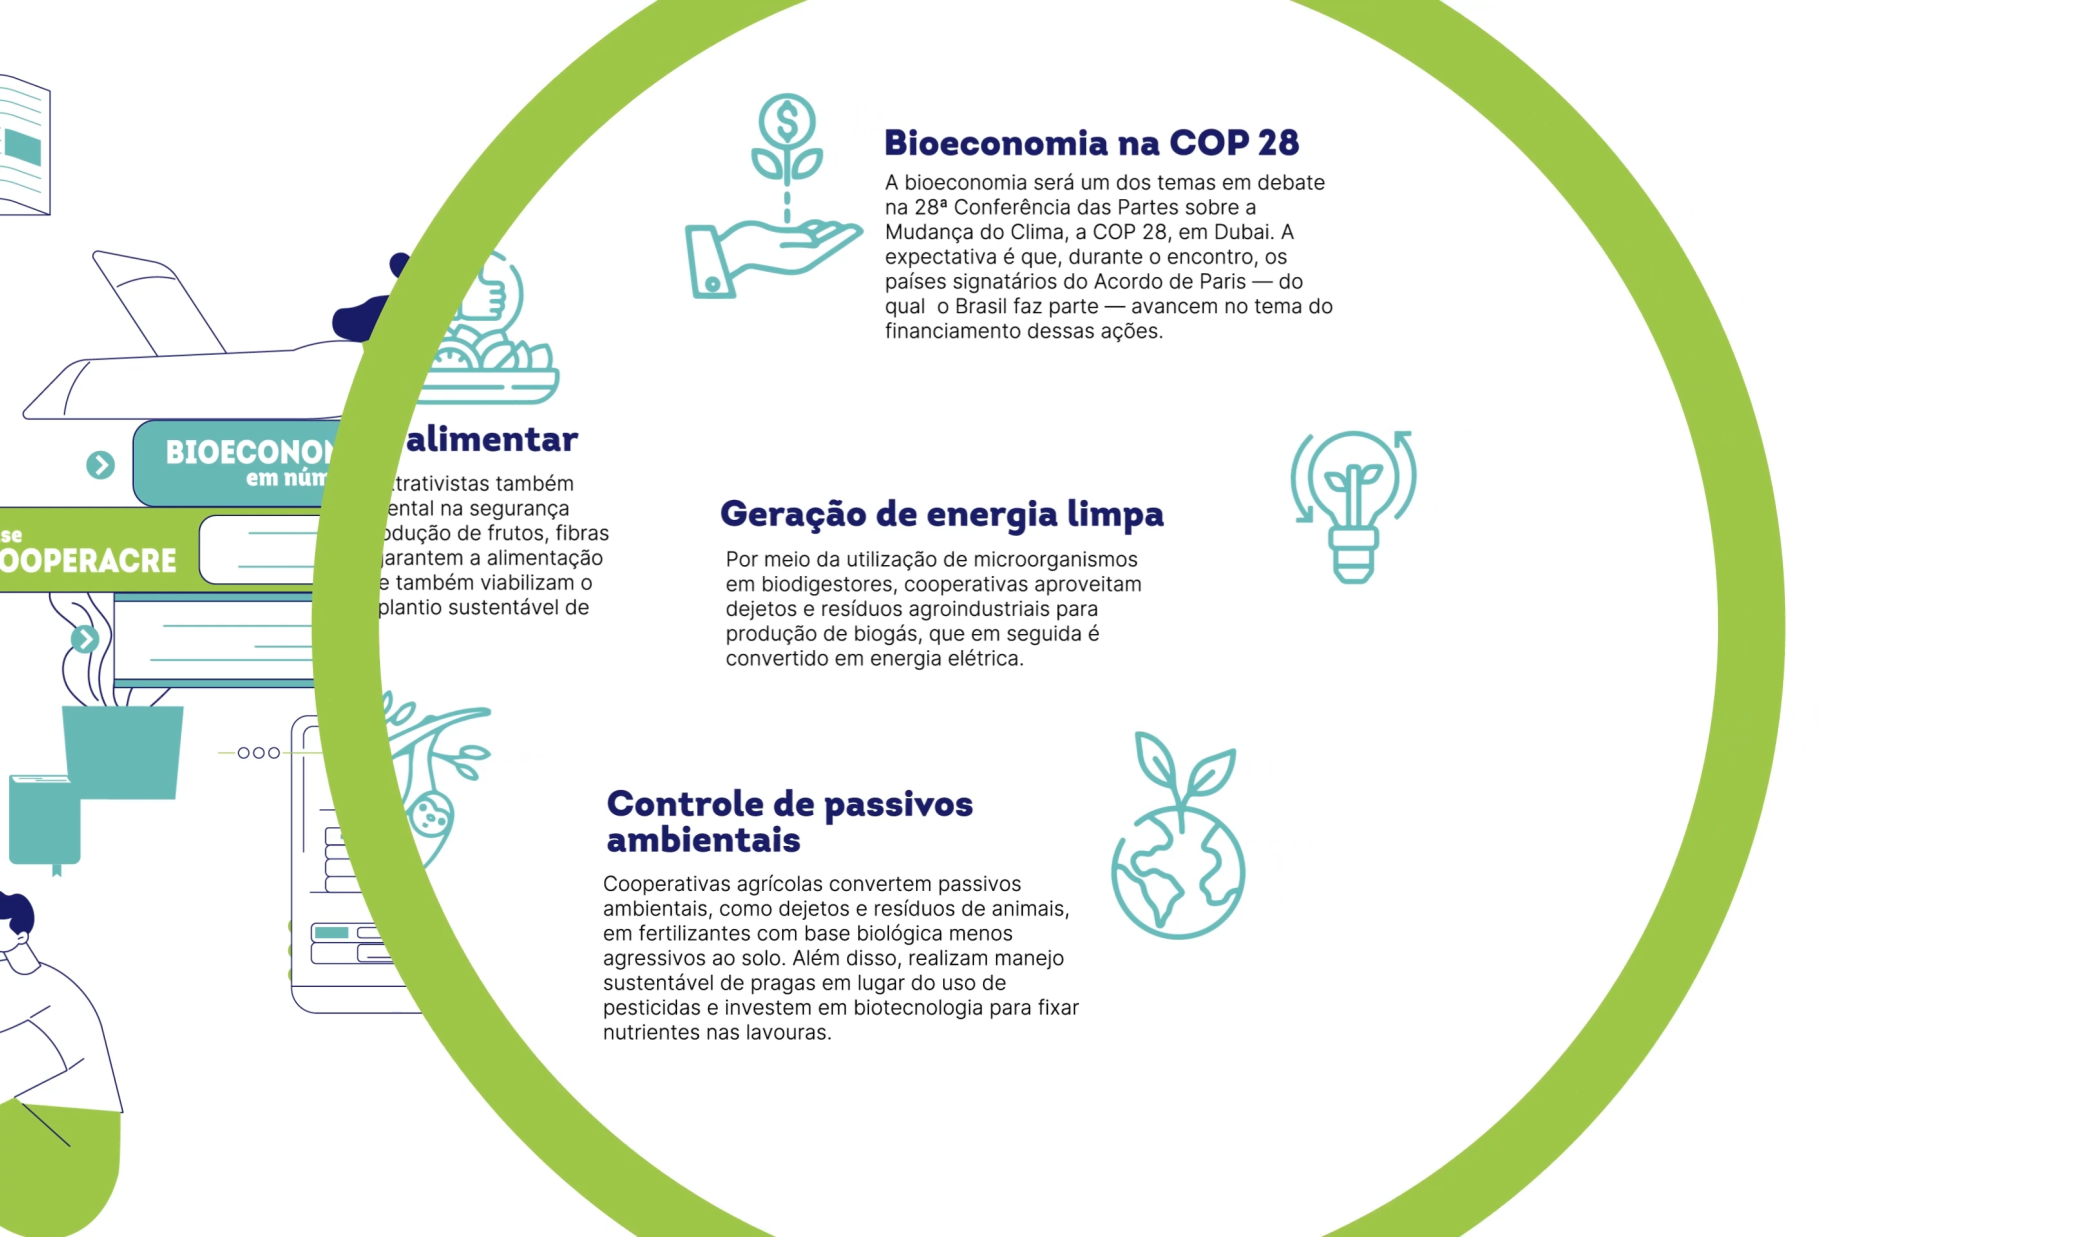 Bioeconomia na COP 28
A bioeconomia será um dos temas em debate
na 28ª Conferência das Partes sobre a
Mudança do Clima, a COP 28, em Dubai. A
expectativa é que, durante o encontro, os
países signatários do Acordo de Paris — do
qual  o Brasil faz parte — avancem no tema do
financiamento dessas ações.
alimentar
também
na segurança
de frutos, fibras
a alimentação
e também viabilizam o
plantio sustentável de
em
OOPERACRE
Geração de energia limpa
Por meio da utilização de microorganismos
em biodigestores, cooperativas aproveitam
dejetos e resíduos agroindustriais para
produção de biogás, que em seguida é
convertido em energia elétrica.
Controle de passivos
ambientais
Cooperativas agrícolas convertem passivos
ambientais, como dejetos e resíduos de animais,
em fertilizantes com base biológica menos
agressivos ao solo. Além disso, realizam manejo
sustentável de pragas em lugar do uso de
pesticidas e investem em biotecnologia para fixar
nutrientes nas lavouras.